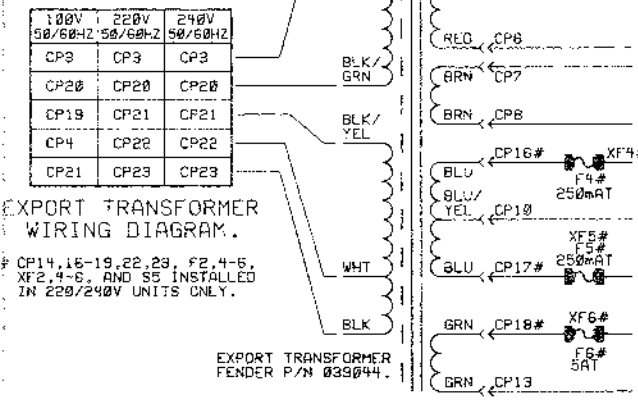 100V 220V 240V
50/60HZ 50/60HZ 50/60HZ
CP3 CP3 CP3
CP20 CP20 CP20
CP19 CP21 CP21
CP4 CP22 CP22
CP21 CP23 CP23
EXPORT TRANSFORMER
WIRING DIAGRAM.
# CP14,16-19,22,23, F2,4-6,
XF2,4-6, AND S5 INSTALLED
IN 220/240V UNITS ONLY.
BLK/
GRN
BLK/
YEL
WHT
BLK
EXPORT TRANSFORMER
FENDER P/N 039044.
RED CP6
BRN CP7
BRN CP8
BLU CP16# XF4#
F4#
250mAT
BLU/
YEL CP10
XF5#
F5#
250mAT
BLU CP17#
GRN CP18# XF6#
F6#
5AT
GRN CP13